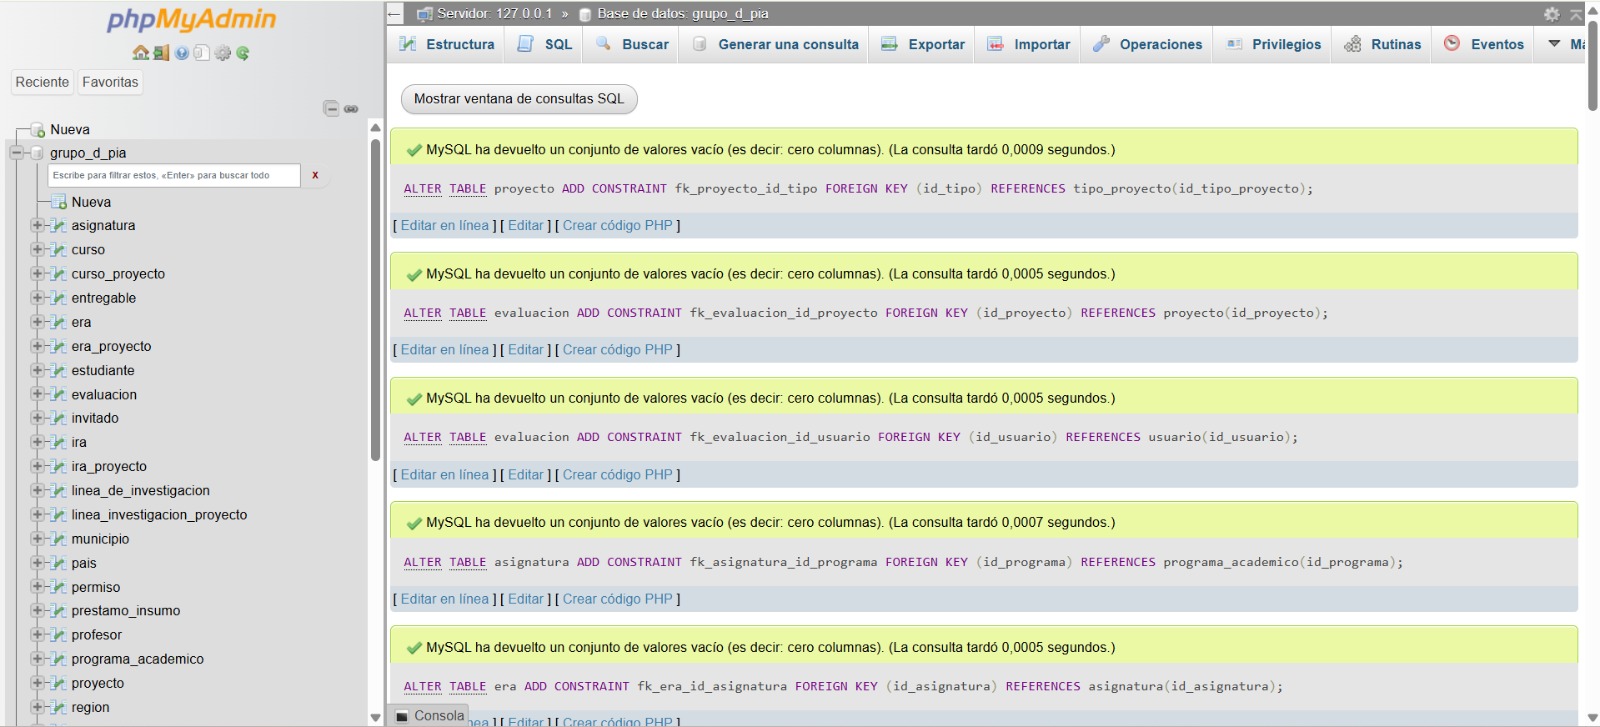 phpMyAdmin
Reciente Favoritas
Nueva
grupo_d_pia
Escribe para filtrar estos, «Enter» para buscar todo X
Nueva
asignatura
curso
curso_proyecto
entregable
era
era_proyecto
estudiante
evaluacion
invitado
ira
ira_proyecto
linea_de_investigacion
linea_investigacion_proyecto
municipio
pais
permiso
prestamo_insumo
profesor
programa_academico
proyecto
region
Servidor: 127.0.0.1 » Base de datos: grupo_d_pia
Estructura SQL Buscar Generar una consulta Exportar Importar Operaciones Privilegios Rutinas Eventos Má
Mostrar ventana de consultas SQL
MySQL ha devuelto un conjunto de valores vacío (es decir: cero columnas). (La consulta tardó 0,0009 segundos.)
ALTER TABLE proyecto ADD CONSTRAINT fk_proyecto_id_tipo FOREIGN KEY (id_tipo) REFERENCES tipo_proyecto(id_tipo_proyecto);
[ Editar en línea ] [ Editar ] [ Crear código PHP ]
MySQL ha devuelto un conjunto de valores vacío (es decir: cero columnas). (La consulta tardó 0,0005 segundos.)
ALTER TABLE evaluacion ADD CONSTRAINT fk_evaluacion_id_proyecto FOREIGN KEY (id_proyecto) REFERENCES proyecto(id_proyecto);
[ Editar en línea ] [ Editar ] [ Crear código PHP ]
MySQL ha devuelto un conjunto de valores vacío (es decir: cero columnas). (La consulta tardó 0,0005 segundos.)
ALTER TABLE evaluacion ADD CONSTRAINT fk_evaluacion_id_usuario FOREIGN KEY (id_usuario) REFERENCES usuario(id_usuario);
[ Editar en línea ] [ Editar ] [ Crear código PHP ]
MySQL ha devuelto un conjunto de valores vacío (es decir: cero columnas). (La consulta tardó 0,0007 segundos.)
ALTER TABLE asignatura ADD CONSTRAINT fk_asignatura_id_programa FOREIGN KEY (id_programa) REFERENCES programa_academico(id_programa);
[ Editar en línea ] [ Editar ] [ Crear código PHP ]
MySQL ha devuelto un conjunto de valores vacío (es decir: cero columnas). (La consulta tardó 0,0005 segundos.)
ALTER TABLE era ADD CONSTRAINT fk_era_id_asignatura FOREIGN KEY (id_asignatura) REFERENCES asignatura(id_asignatura);
Consola nea ] [ Editar ] [ Crear código PHP ]